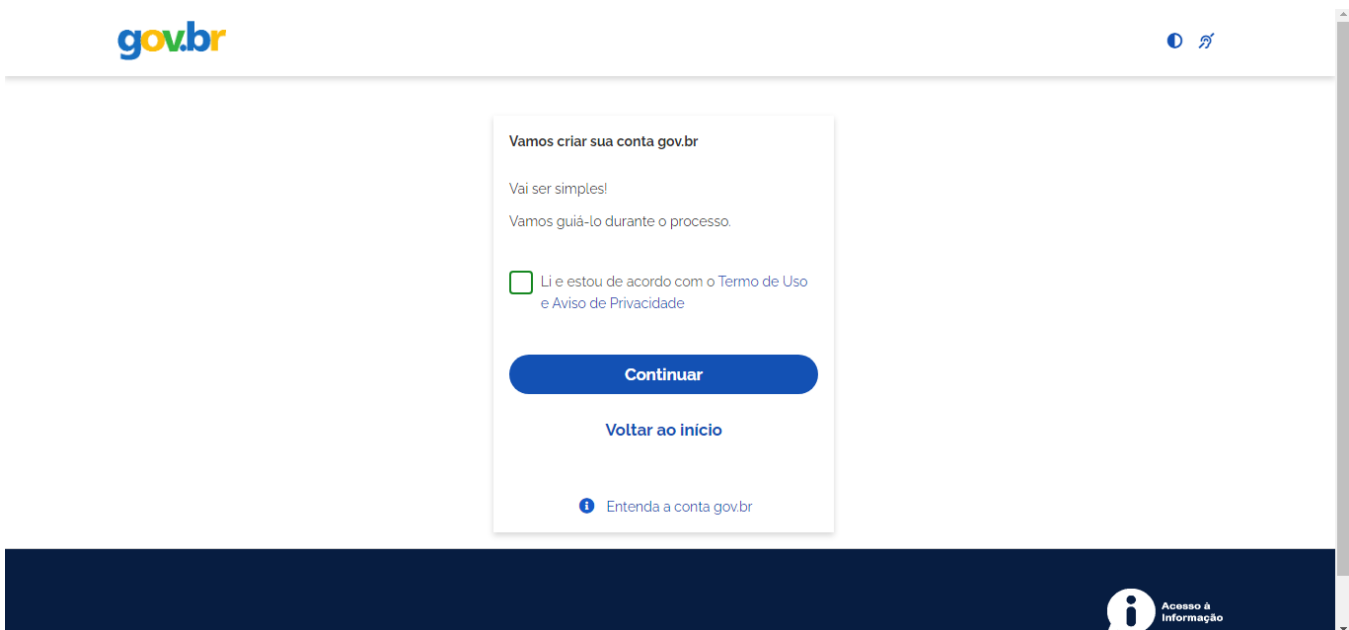 gov.br
Vamos criar sua conta gov.br
Vai ser simples!
Vamos guiá-lo durante o processo.
Li e estou de acordo com o Termo de Uso
e Aviso de Privacidade
Continuar
Voltar ao início
Entenda a conta gov.br
Acesso à
Informação